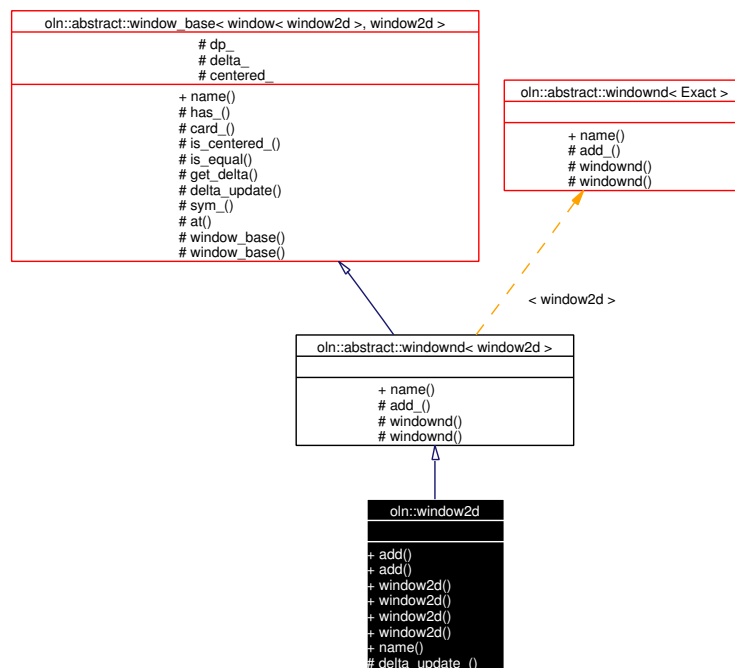 oln::abstract::window_base< window< window2d >, window2d >
# dp_
# delta_
# centered_
+ name()
# has_()
# card_()
# is_centered_()
# is_equal()
# get_delta()
# delta_update()
# sym_()
# at()
# window_base()
# window_base()
oln::abstract::windownd< Exact >
+ name()
# add_()
# windownd()
# windownd()
< window2d >
oln::abstract::windownd< window2d >
+ name()
# add_()
# windownd()
# windownd()
oln::window2d
+ add()
+ add()
+ window2d()
+ window2d()
+ window2d()
+ window2d()
+ name()
# delta_update_()